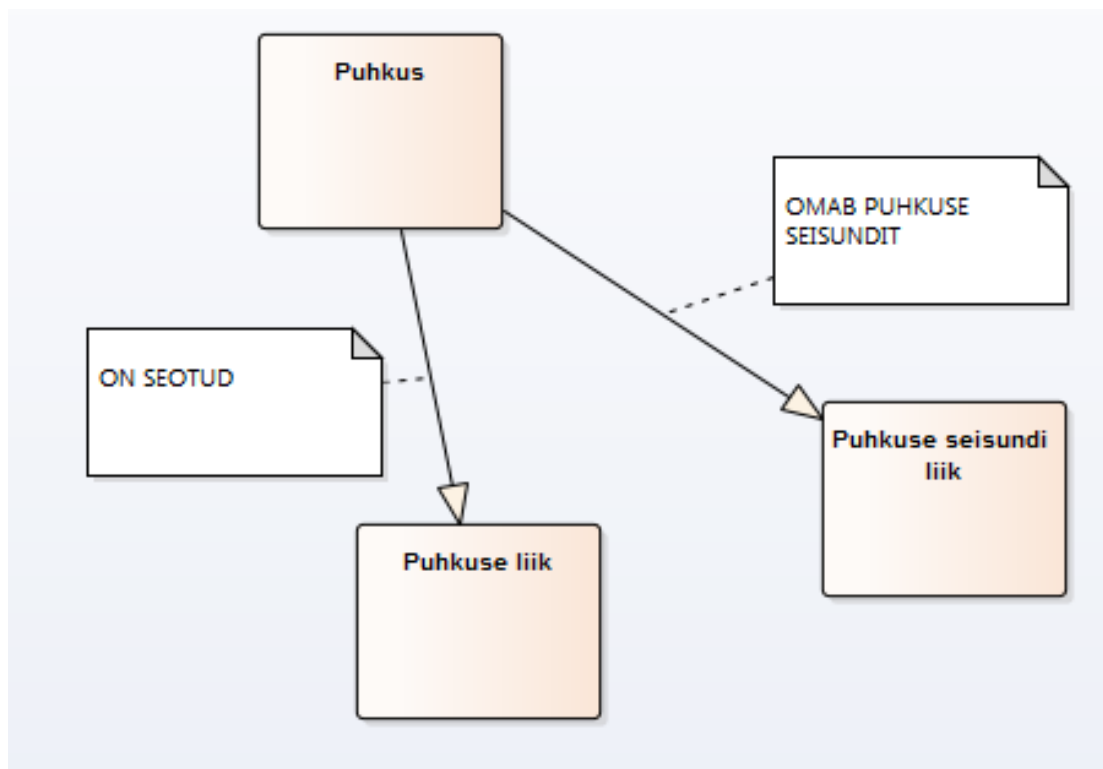 Puhkus
OMAB PUHKUSE
SEISUNDIT
ON SEOTUD
Puhkuse seisundi
liik
Puhkuse liik